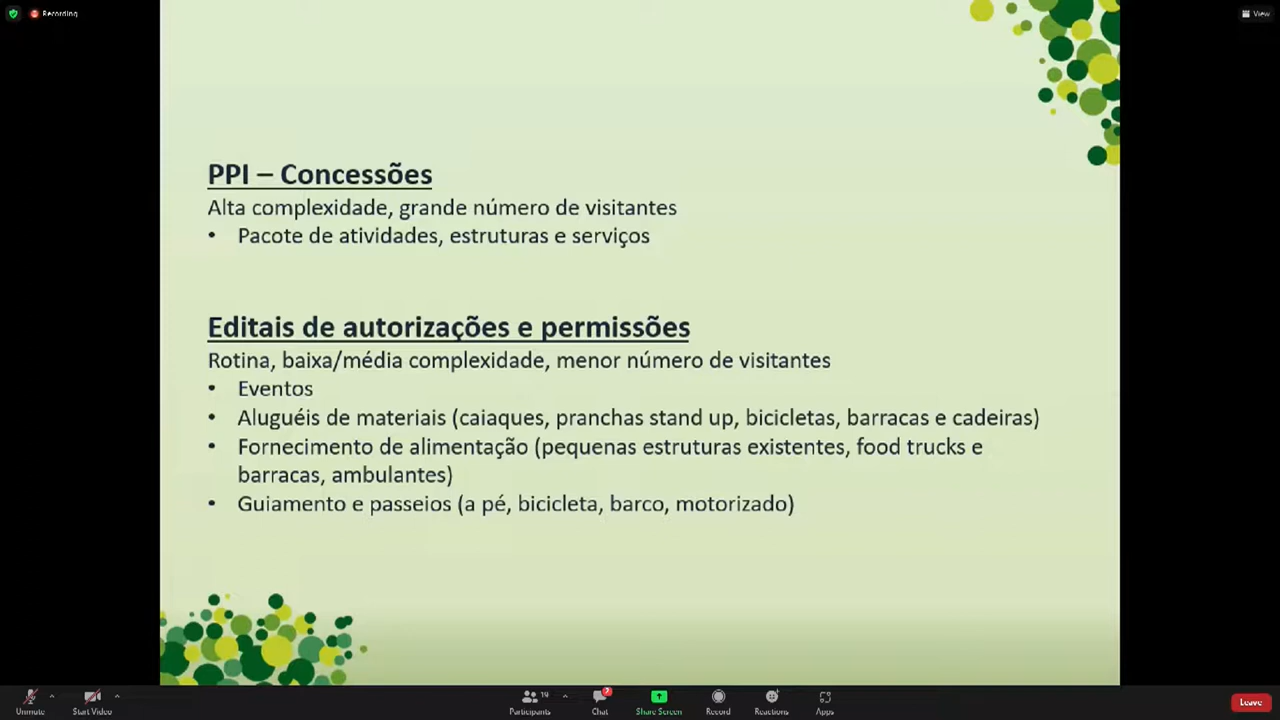 Recording
View
PPI – Concessões
Alta complexidade, grande número de visitantes
• Pacote de atividades, estruturas e serviços
Editais de autorizações e permissões
Rotina, baixa/média complexidade, menor número de visitantes
• Eventos
• Aluguéis de materiais (caiaques, pranchas stand up, bicicletas, barracas e cadeiras)
• Fornecimento de alimentação (pequenas estruturas existentes, food trucks e
barracas, ambulantes)
• Guiamento e passeios (a pé, bicicleta, barco, motorizado)
19
7
Unmute
Start Video
Participants
Chat
Share Screen
Record
Reactions
Apps
Leave